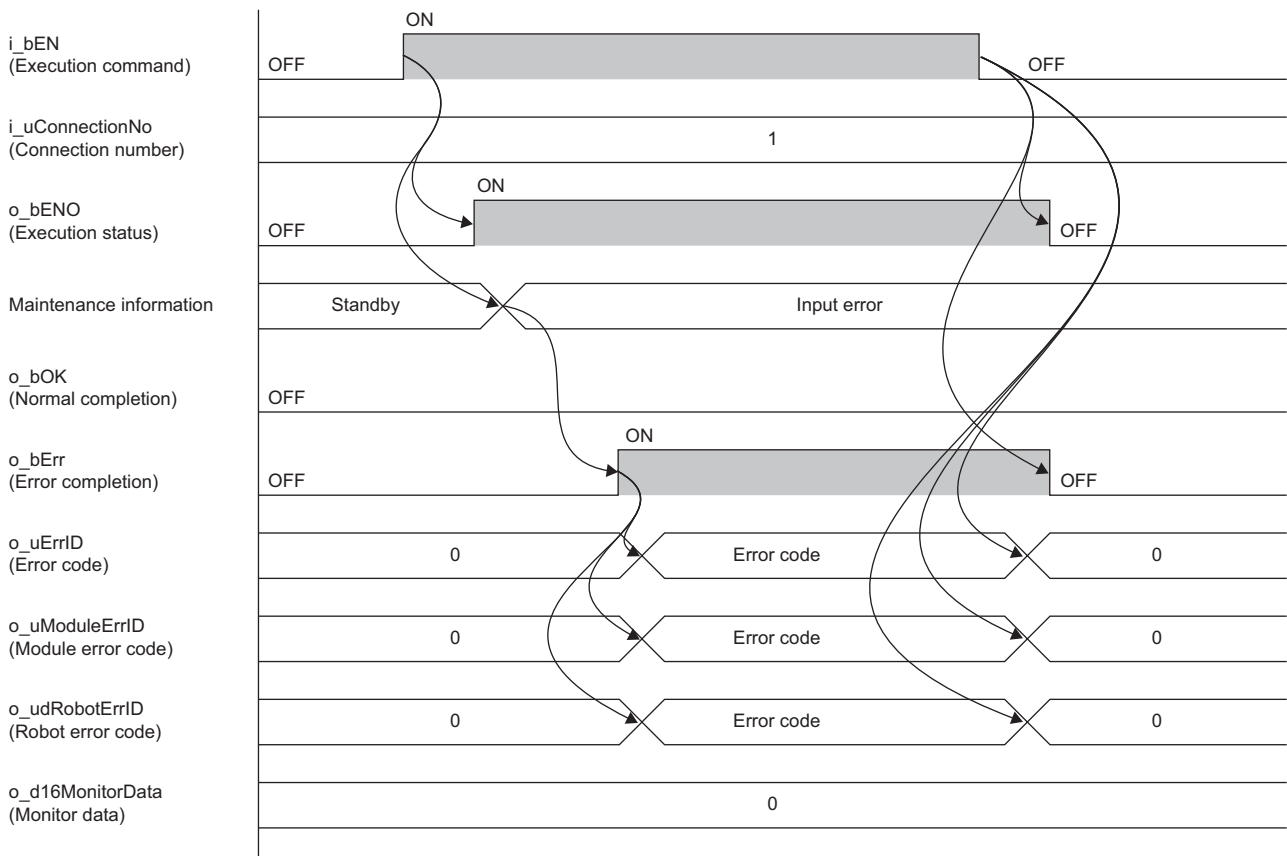 ON
i_bEN
(Execution command)
OFF
OFF
i_uConnectionNo
(Connection number)
1
ON
o_bENO
(Execution status)
OFF
OFF
Maintenance information
Standby
Input error
o_bOK
(Normal completion)
OFF
ON
o_bErr
(Error completion)
OFF
OFF
o_uErrID
(Error code)
0
Error code
0
o_uModuleErrID
(Module error code)
0
Error code
0
o_udRobotErrID
(Robot error code)
0
Error code
0
o_d16MonitorData
(Monitor data)
0